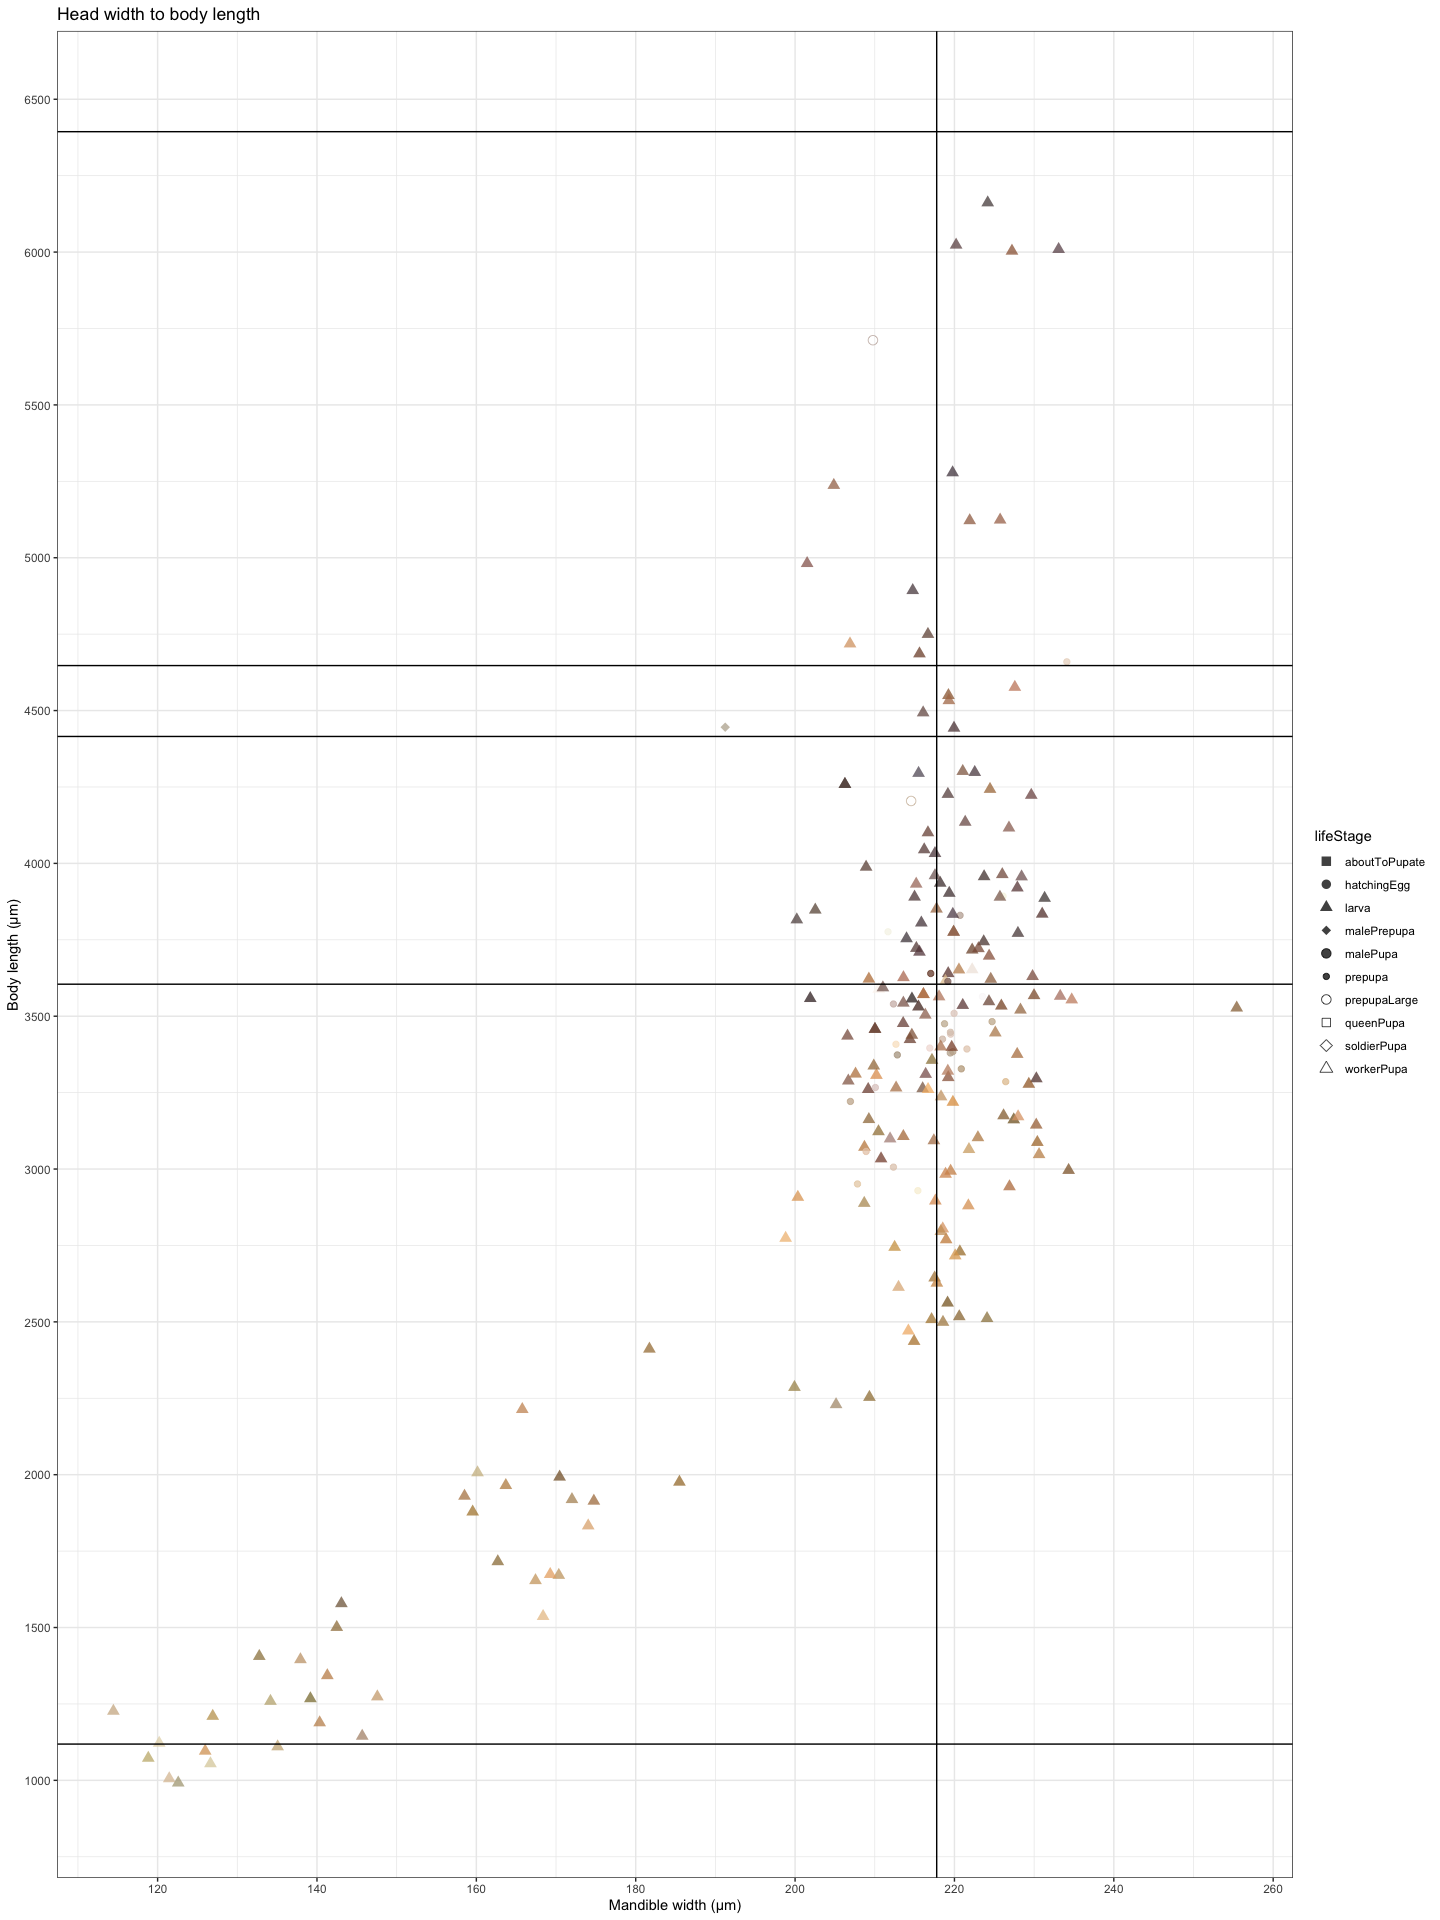 Head width to body length
6500
6000
5500
5000
4500
4000
3500
3000
2500
2000
1500
1000
Body length (µm)
120 140 160 180 200 220 240 260
Mandible width (µm)
lifeStage
aboutToPupate
hatchingEgg
larva
malePrepupa
malePupa
prepupa
prepupaLarge
queenPupa
soldierPupa
workerPupa